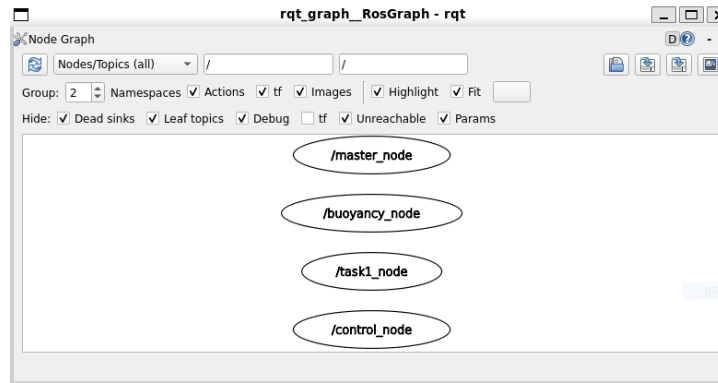 rqt_graph__RosGraph - rqt
Node Graph
D
-
Nodes/Topics (all) / /
Group: 2 Namespaces Actions tf Images Highlight Fit
Hide: Dead sinks Leaf topics Debug tf Unreachable Params
/master_node
/buoyancy_node
/task1_node
/control_node